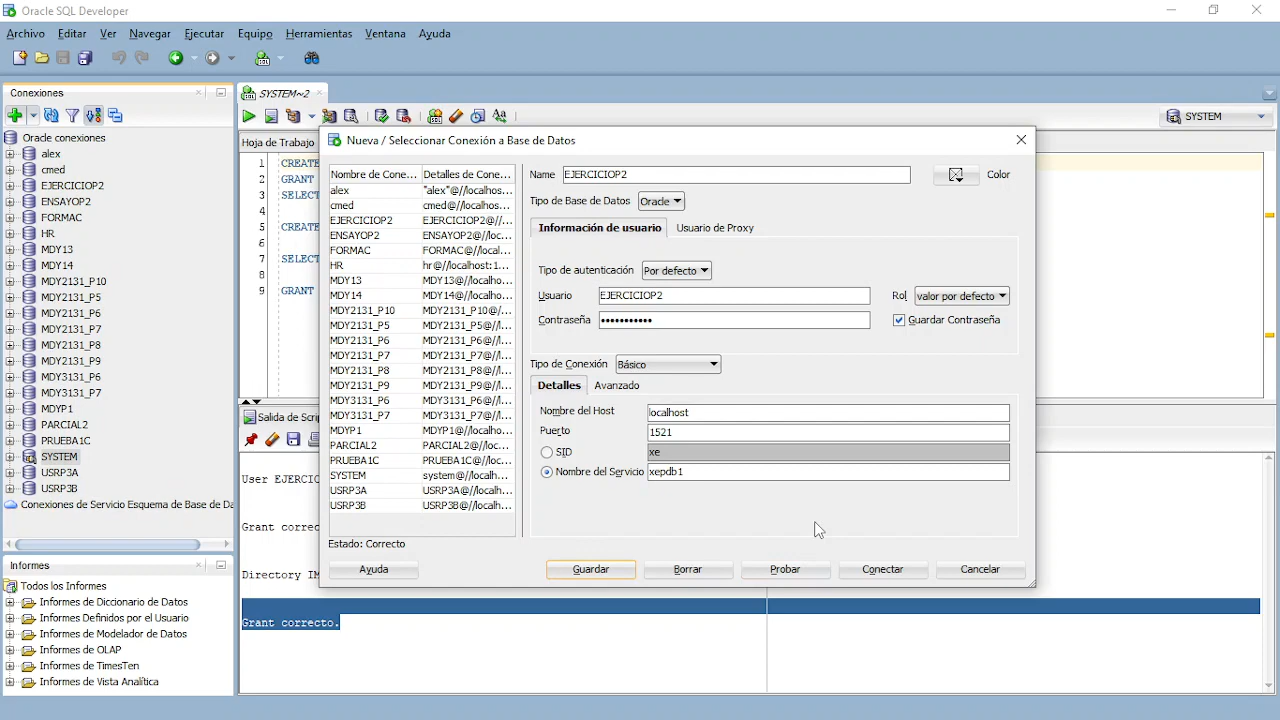 Oracle SQL Developer
Archivo Editar Ver Navegar Ejecutar Equipo Herramientas Ventana Ayuda
Conexiones
Oracle conexiones
alex
cmed
EJERCICIOP2
ENSAYOP2
FORMAC
HR
MDY13
MDY14
MDY2131_P10
MDY2131_P5
MDY2131_P6
MDY2131_P7
MDY2131_P8
MDY2131_P9
MDY3131_P6
MDY3131_P7
MDYP1
PARCIAL2
PRUEBA1C
SYSTEM
USRP3A
USRP3B
Conexiones de Servicio Esquema de Base de Da
Informes
Todos los Informes
Informes de Diccionario de Datos
Informes Definidos por el Usuario
Informes de Modelador de Datos
Informes de OLAP
Informes de TimesTen
Informes de Vista Analítica
SYSTEM~2
SYSTEM
Hoja de Trabajo
1 CREATE
2 GRANT
3 SELECT
4
5 CREATE
6
7 SELECT
8
9 GRANT
Salida de Scrip
User EJERCIC
Grant correcto
Directory IM
Grant correcto.
Nueva / Seleccionar Conexión a Base de Datos
Nombre de Cone... Detalles de Cone...
alex "alex"@//localhos...
cmed cmed@//localhos...
EJERCICIOP2 EJERCICIOP2@//...
ENSAYOP2 ENSAYOP2@//loc...
FORMAC FORMAC@//local...
HR hr@//localhost:1...
MDY13 MDY13@//localho...
MDY14 MDY14@//localho...
MDY2131_P10 MDY2131_P10@/...
MDY2131_P5 MDY2131_P5@//l...
MDY2131_P6 MDY2131_P6@//l...
MDY2131_P7 MDY2131_P7@//l...
MDY2131_P8 MDY2131_P8@//l...
MDY2131_P9 MDY2131_P9@//l...
MDY3131_P6 MDY3131_P6@//l...
MDY3131_P7 MDY3131_P7@//l...
MDYP1 MDYP1@//localho...
PARCIAL2 PARCIAL2@//loc...
PRUEBA1C PRUEBA1C@//loc...
SYSTEM system@//localho...
USRP3A USRP3A@//localh...
USRP3B USRP3B@//localh...
Estado: Correcto
Name EJERCICIOP2 Color
Tipo de Base de Datos Oracle
Información de usuario Usuario de Proxy
Tipo de autenticación Por defecto
Usuario EJERCICIOP2 Rol valor por defecto
Contraseña ••••••••••• Guardar Contraseña
Tipo de Conexión Básico
Detalles Avanzado
Nombre del Host localhost
Puerto 1521
SID xe
Nombre del Servicio xepdb1
Ayuda Guardar Borrar Probar Conectar Cancelar